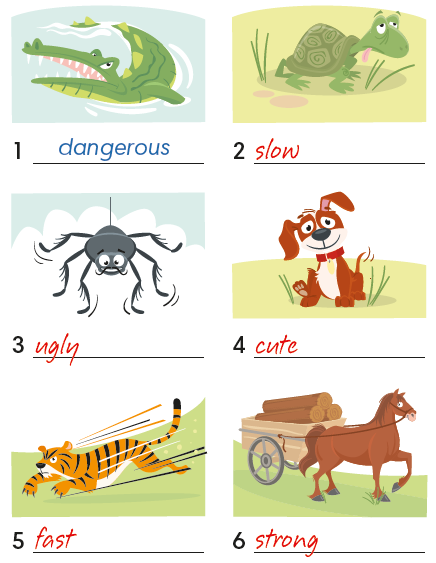 1 dangerous
2 slow
3 ugly
4 cute
5 fast
6 strong